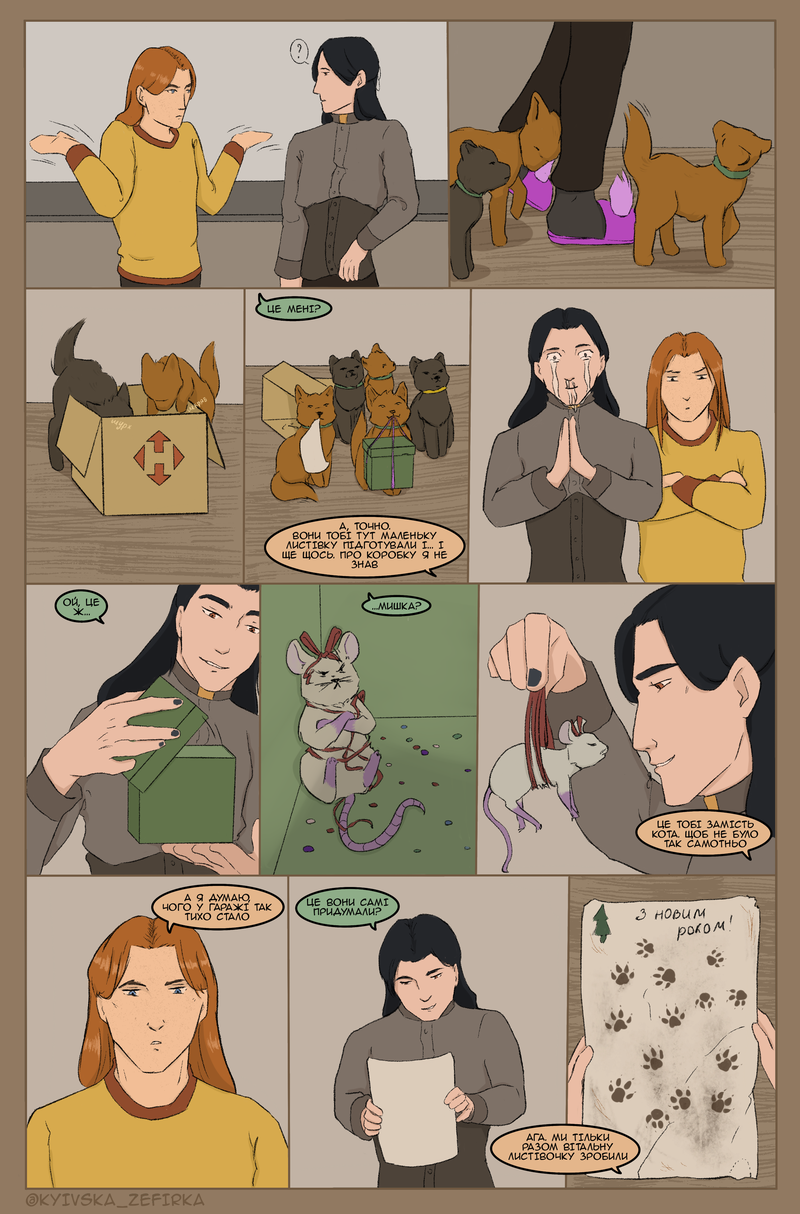 ?
Н
ЦЕ МЕНІ?
А, ТОЧНО.
ВОНИ ТОБІ ТУТ МАЛЕНЬКУ
ЛИСТІВКУ ПІДГОТУВАЛИ І... І
ЩЕ ЩОСЬ. ПРО КОРОБКУ Я НЕ
ЗНАВ
ОЙ, ЦЕ
Ж...
...МИШКА?
ЦЕ ТОБІ ЗАМІСТЬ
КОТА. ЩОБ НЕ БУЛО
ТАК САМОТНЬО
А Я ДУМАЮ,
ЧОГО У ГАРАЖІ ТАК
ТИХО СТАЛО
ЦЕ ВОНИ САМІ
ПРИДУМАЛИ?
З НОВИМ
РОКОМ!
АГА. МИ ТІЛЬКИ
РАЗОМ ВІТАЛЬНУ
ЛИСТІВОЧКУ ЗРОБИЛИ
@KYIVSKA_ZEFIRKA